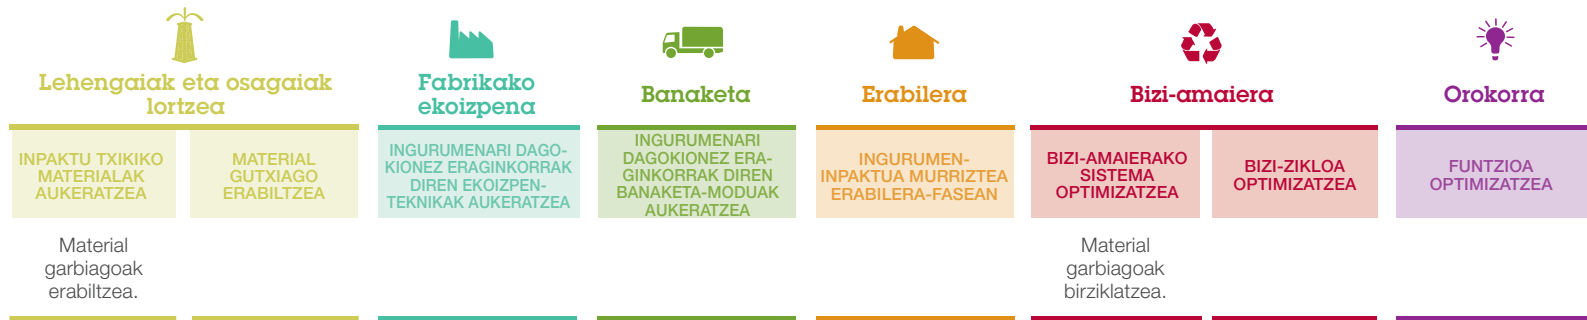 Lehengaiak eta osagaiak
lortzea
Fabrikako
ekoizpena
Banaketa
Erabilera
Bizi-amaiera
Orokorra
INPAKTU TXIKIKO
MATERIALAK
AUKERATZEA
MATERIAL
GUTXIAGO
ERABILTZEA
INGURUMENARI DAGO-
KIONEZ ERAGINKORRAK
DIREN EKOIZPEN-
TEKNIKAK AUKERATZEA
INGURUMENARI
DAGOKIONEZ ERA-
GINKORRAK DIREN
BANAKETA-MODUAK
AUKERATZEA
INGURUMEN-
INPAKTUA MURRIZTEA
ERABILERA-FASEAN
BIZI-AMAIERAKO
SISTEMA
OPTIMIZATZEA
BIZI-ZIKLOA
OPTIMIZATZEA
FUNTZIOA
OPTIMIZATZEA
Material
garbiagoak
erabiltzea.
Material
garbiagoak
birziklatzea.